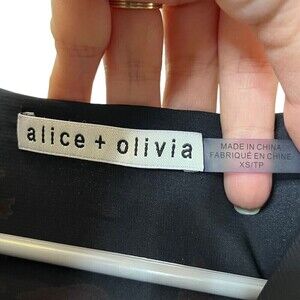 alice + olivia
MADE IN CHINA
FABRIQUÉ EN CHINE
XS/TP